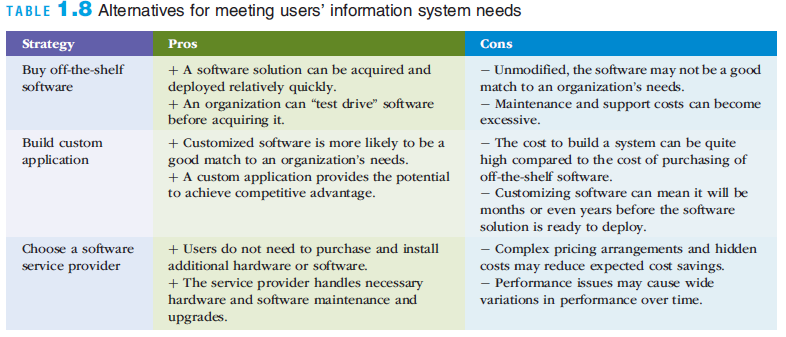 TABLE 1.8 Alternatives for meeting users' information system needs
Strategy
Pros
Cons
Buy off-the-shelf
software
+ A software solution can be acquired and
deployed relatively quickly.
+ An organization can “test drive” software
before acquiring it.
− Unmodified, the software may not be a good
match to an organization's needs.
− Maintenance and support costs can become
excessive.
Build custom
application
+ Customized software is more likely to be a
good match to an organization's needs.
+ A custom application provides the potential
to achieve competitive advantage.
− The cost to build a system can be quite
high compared to the cost of purchasing of
off-the-shelf software.
− Customizing software can mean it will be
months or even years before the software
solution is ready to deploy.
Choose a software
service provider
+ Users do not need to purchase and install
additional hardware or software.
+ The service provider handles necessary
hardware and software maintenance and
upgrades.
− Complex pricing arrangements and hidden
costs may reduce expected cost savings.
− Performance issues may cause wide
variations in performance over time.